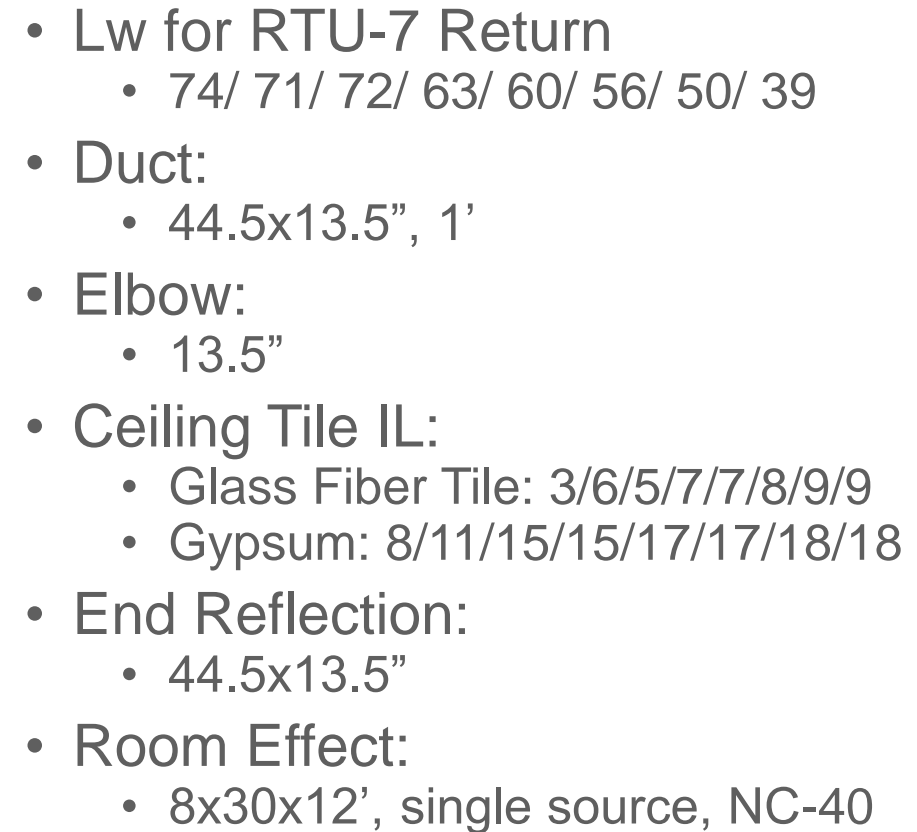 • Lw for RTU-7 Return
• 74/ 71/ 72/ 63/ 60/ 56/ 50/ 39
• Duct:
• 44.5x13.5”, 1’
• Elbow:
• 13.5”
• Ceiling Tile IL:
• Glass Fiber Tile: 3/6/5/7/7/8/9/9
• Gypsum: 8/11/15/15/17/17/18/18
• End Reflection:
• 44.5x13.5”
• Room Effect:
• 8x30x12’, single source, NC-40